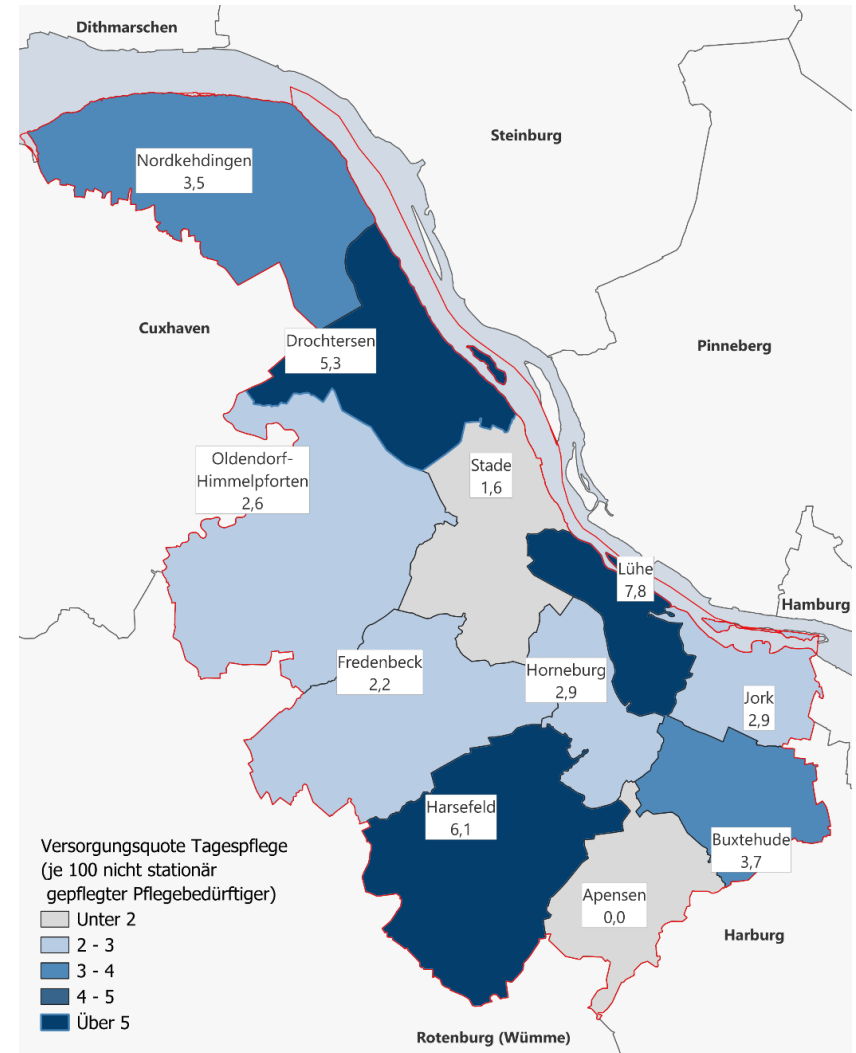 Dithmarschen
Steinburg
Nordkehdingen
3,5
Cuxhaven
Drochtersen
5,3
Pinneberg
Oldendorf-
Himmelpforten
2,6
Stade
1,6
Lühe
7,8
Hamburg
Fredenbeck
2,2
Horneburg
2,9
Jork
2,9
Harsefeld
6,1
Buxtehude
3,7
Apensen
0,0
Harburg
Rotenburg (Wümme)
Versorgungsquote Tagespflege
(je 100 nicht stationär
gepflegter Pflegebedürftiger)
Unter 2
2 - 3
3 - 4
4 - 5
Über 5